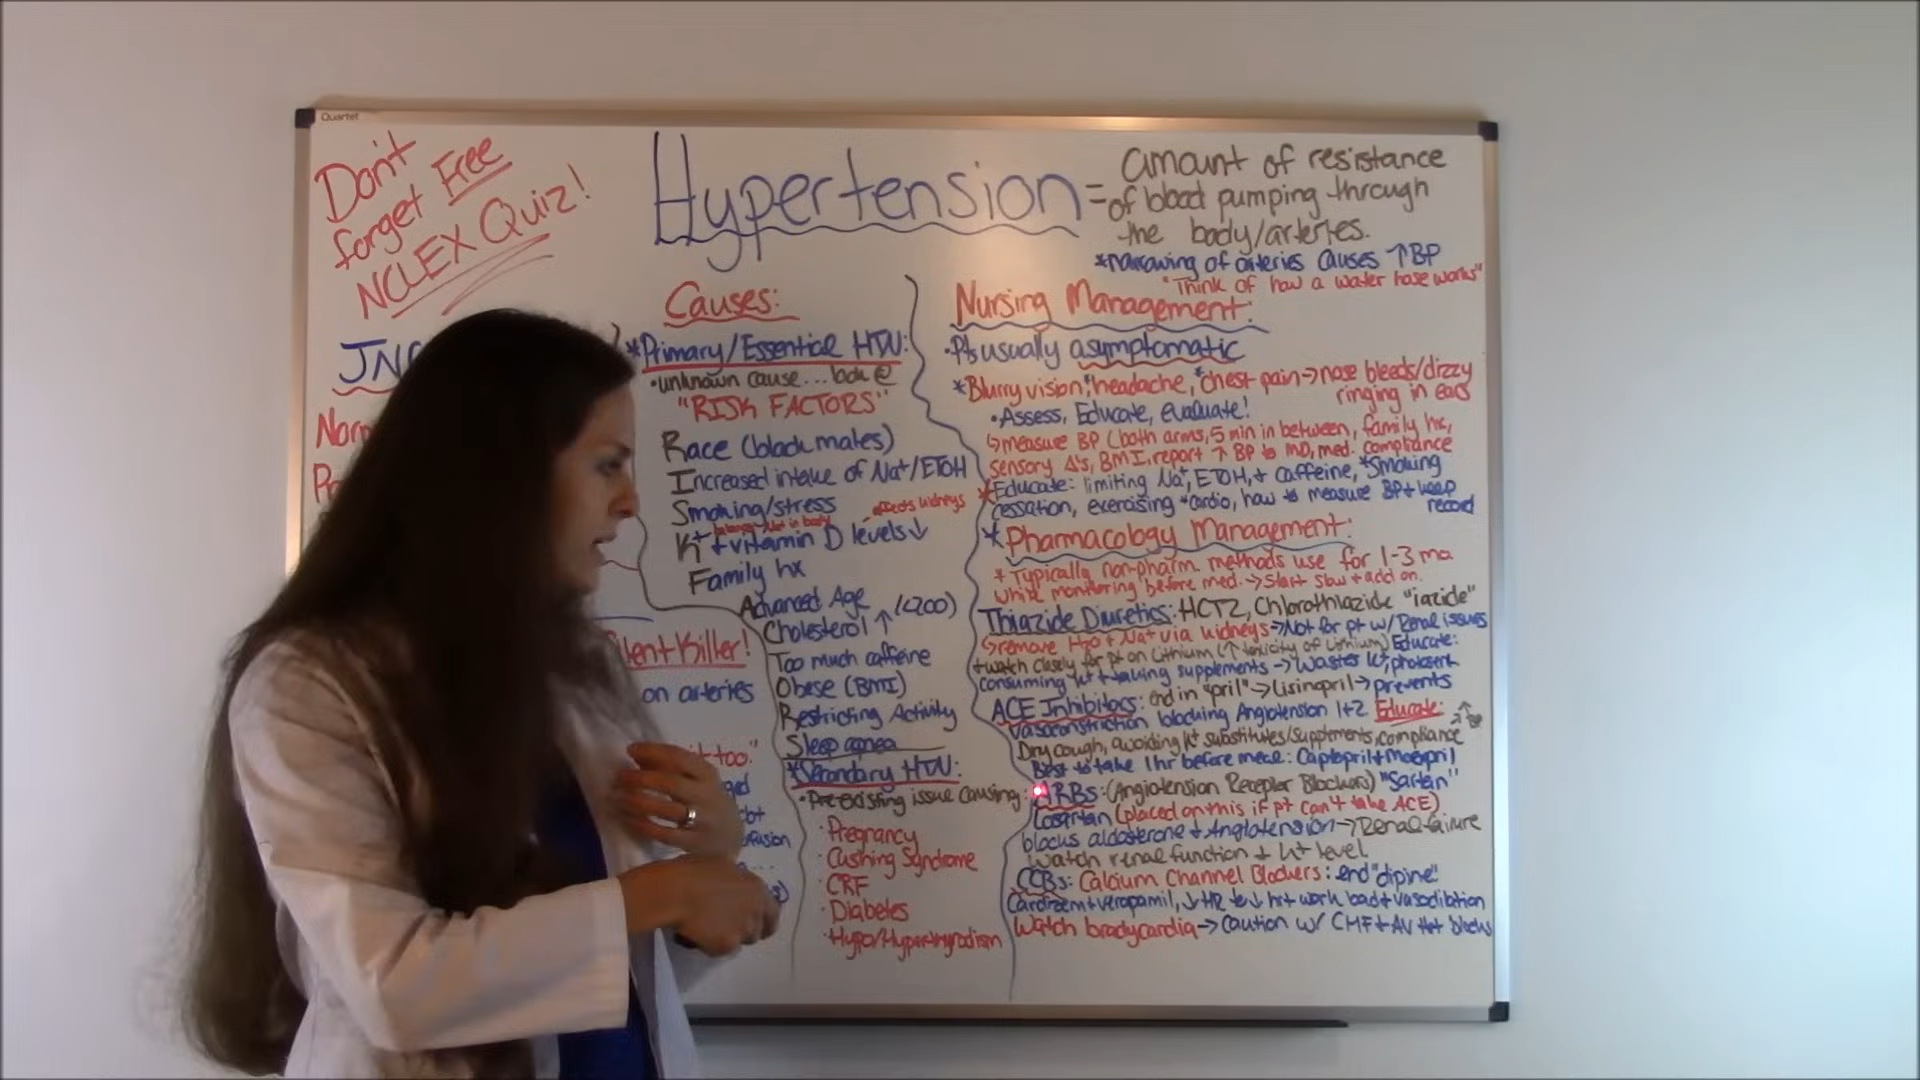 Quartet
Don't
forget Free
NCLEX Quiz!
Hypertension =
amount of resistance
of blood pumping through
the body/arteries.
*narrowing of arteries causes ↑BP
"Think of how a water hose works"
JNC
Causes:
*Primary/Essential HTN:
•unknown cause... look @
"RISK FACTORS"
Race (black males)
Increased intake of Na+/ETOH
Smoking/stress
affects kidneys
K+ + vitamin D levels↓
Family hx
Advanced Age
Cholesterol ↑ (<200)
Too much caffeine
Obese (BMI)
Restricting Activity
Sleep apnea
*Secondary HTN:
•Pre-existing issue causing:
•Pregnancy
•Cushing Syndrome
•CRF
•Diabetes
•Hypo/Hyperthyrodism
Killer!
on arteries
too."
Nursing Management:
•Pts usually asymptomatic
*Blurry vision, *headache, *chest pain→nose bleeds/dizzy
ringing in ears
•Assess, Educate, evaluate!
↳measure BP (both arms, 5 min in between, family hx,
sensory Δ's, BMI, report ↑ BP to MD, med. compliance
*Educate: limiting Na+, ETOH, + caffeine, *Smoking
cessation, exercising *cardio, how to measure BP + keep
record
*Pharmacology Management:
*Typically non-pharm. methods use for 1-3 mo
while monitoring before med.→start slow + add on.
Thiazide Diuretics: HCTZ, Chlorothiazide "iazide"
↳remove H2O + Na+ via kidneys→Not for pt w/ Renal issues
+watch closely for pt on Lithium (↑ toxicity of Lithium) Educate:
consuming K+ + taking supplements → wastes K+,
ACE Inhibitors: end in "pril"→Lisinopril→prevents
vasoconstriction blocking Angiotension 1+2. Educate:
Dry cough, avoiding K+ substitutes/supplements, compliance
Best to take 1hr before meal: Captopril + Moexpril
ARBs: (Angiotension Receptor Blockers) "Sartan"
Losartan (placed on this if pt can't take ACE)
blocks aldosterone + Angiotension→Renal failure
watch renal function + K+ level
CCBs: Calcium Channel Blockers: end "dipine"
Cardizem + verapamil, ↓HR to ↓ hrt work load + vasodilation
Watch bradycardia→caution w/ CHF + AV hrt blocks